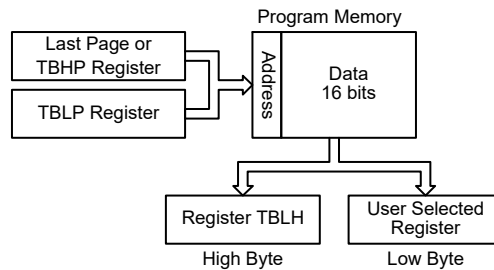 Program Memory
Last Page or
TBHP Register
TBLP Register
Address
Data
16 bits
Register TBLH
User Selected
Register
High Byte
Low Byte